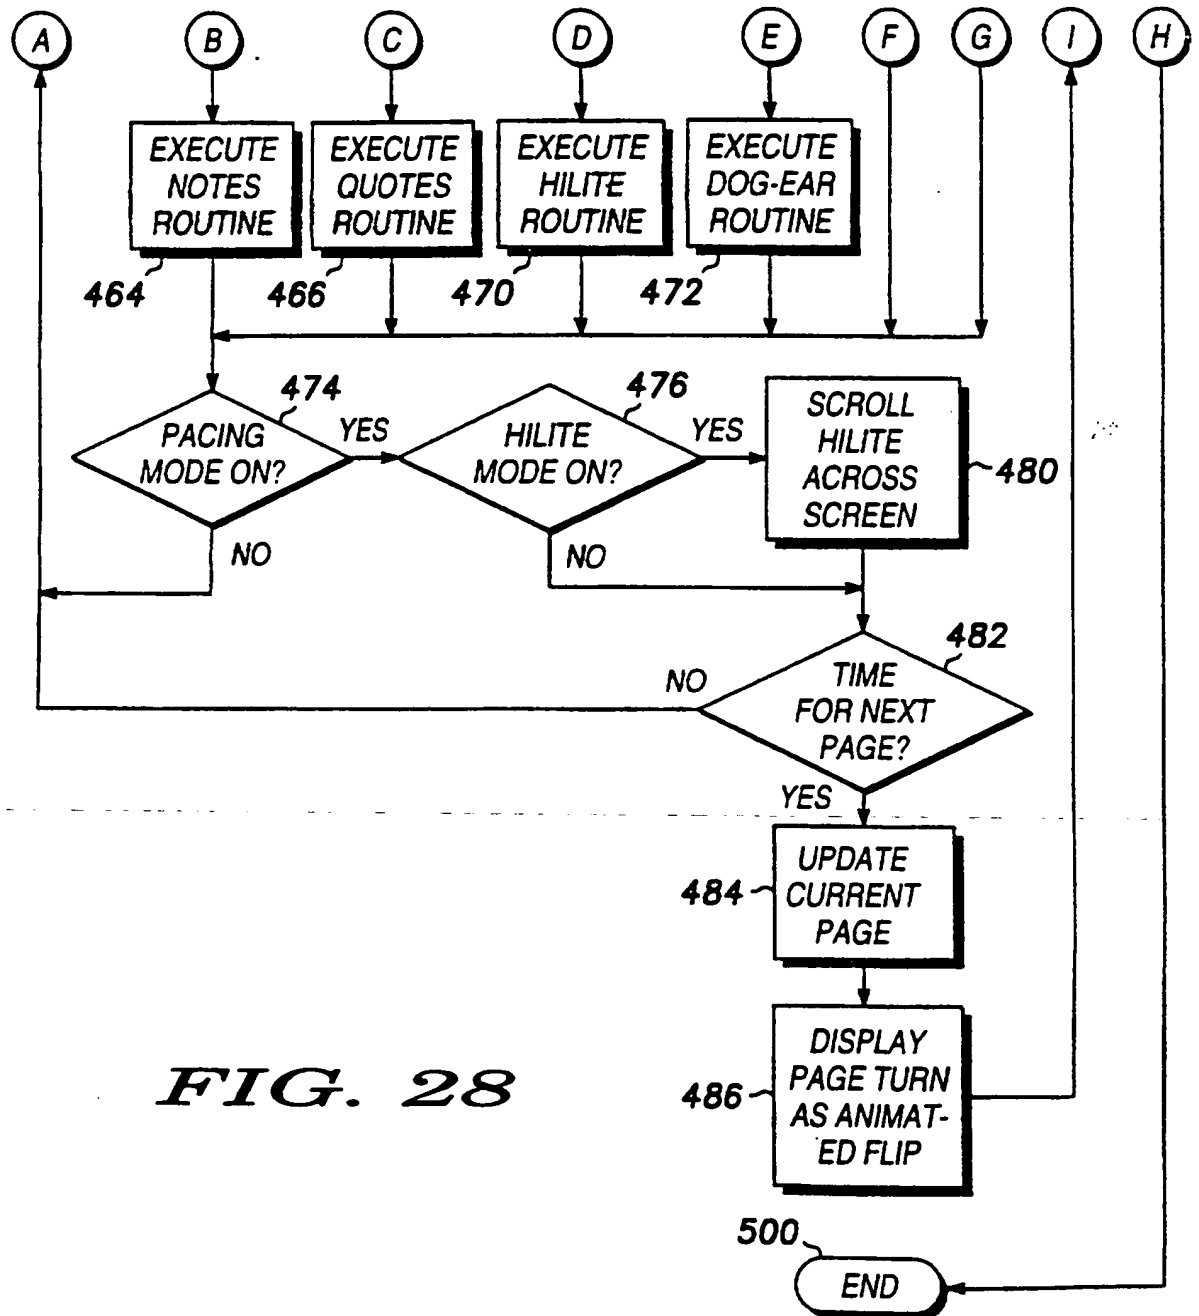 A B C D E F G I H
EXECUTE
NOTES
ROUTINE
464
EXECUTE
QUOTES
ROUTINE
466
EXECUTE
HILITE
ROUTINE
470
EXECUTE
DOG-EAR
ROUTINE
472
PACING
MODE ON?
474
YES
NO
HILITE
MODE ON?
476
YES
NO
SCROLL
HILITE
ACROSS
SCREEN
480
TIME
FOR NEXT
PAGE?
482
NO
YES
UPDATE
CURRENT
PAGE
484
DISPLAY
PAGE TURN
AS ANIMAT-
ED FLIP
486
FIG. 28
500
END